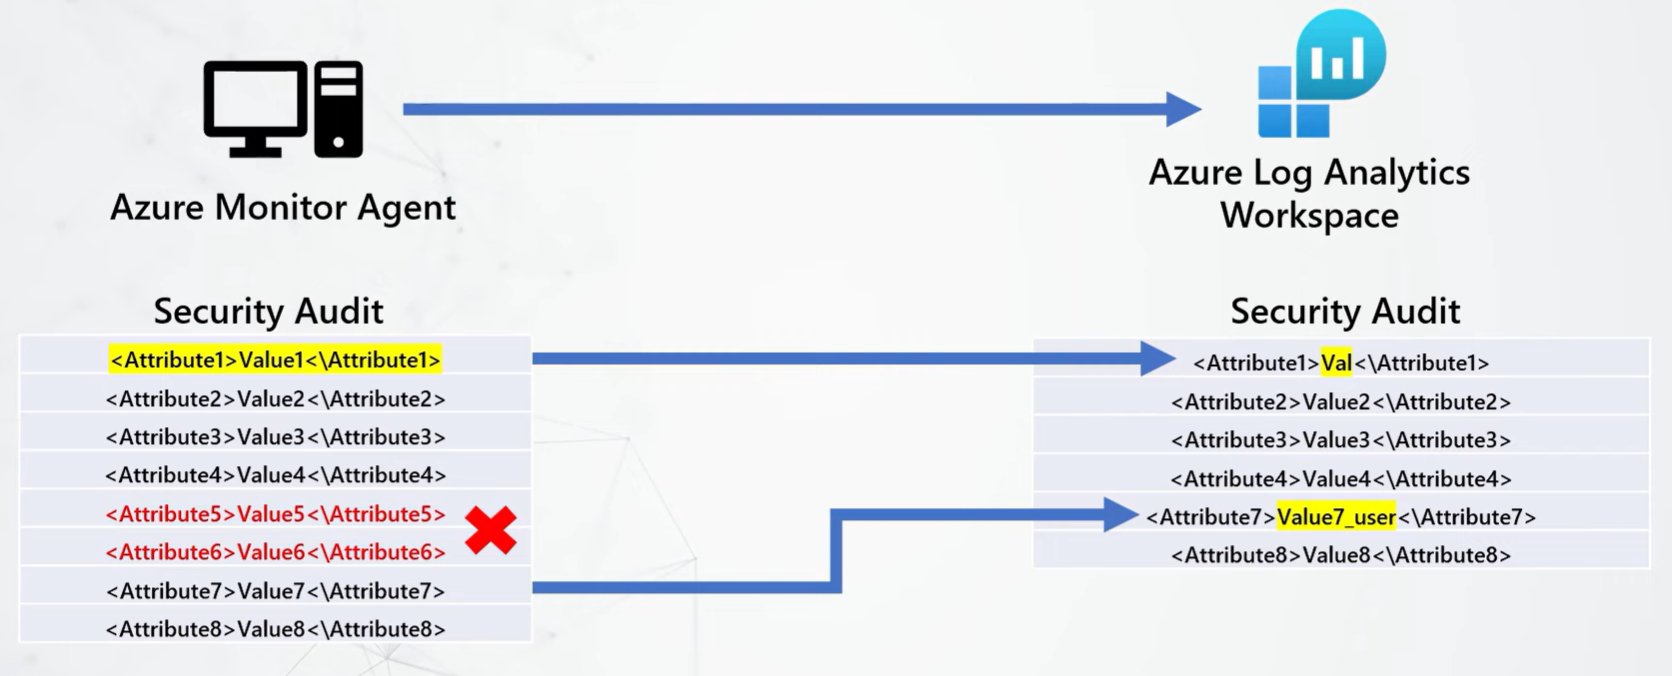 Azure Monitor Agent
Azure Log Analytics
Workspace
Security Audit
<Attribute1>Value1<\Attribute1>
<Attribute2>Value2<\Attribute2>
<Attribute3>Value3<\Attribute3>
<Attribute4>Value4<\Attribute4>
<Attribute5>Value5<\Attribute5>
<Attribute6>Value6<\Attribute6>
<Attribute7>Value7<\Attribute7>
<Attribute8>Value8<\Attribute8>
Security Audit
<Attribute1>Val<\Attribute1>
<Attribute2>Value2<\Attribute2>
<Attribute3>Value3<\Attribute3>
<Attribute4>Value4<\Attribute4>
<Attribute7>Value7_user<\Attribute7>
<Attribute8>Value8<\Attribute8>